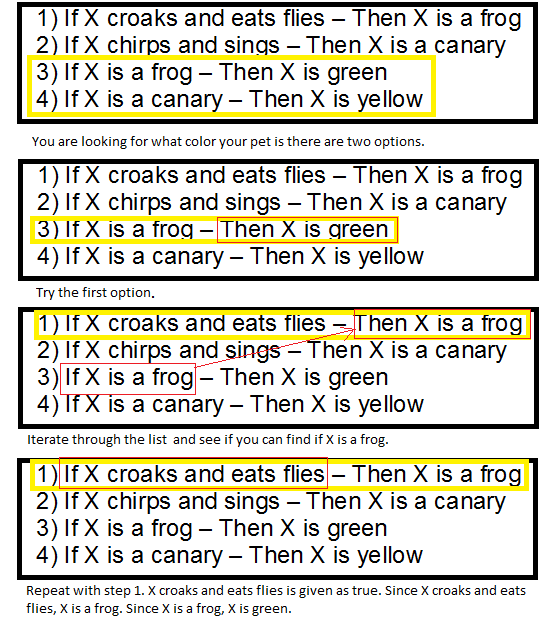 1) If X croaks and eats flies – Then X is a frog
2) If X chirps and sings – Then X is a canary
3) If X is a frog – Then X is green
4) If X is a canary – Then X is yellow
You are looking for what color your pet is there are two options.
1) If X croaks and eats flies – Then X is a frog
2) If X chirps and sings – Then X is a canary
3) If X is a frog – Then X is green
4) If X is a canary – Then X is yellow
Try the first option.
1) If X croaks and eats flies – Then X is a frog
2) If X chirps and sings – Then X is a canary
3) If X is a frog – Then X is green
4) If X is a canary – Then X is yellow
Iterate through the list and see if you can find if X is a frog.
1) If X croaks and eats flies – Then X is a frog
2) If X chirps and sings – Then X is a canary
3) If X is a frog – Then X is green
4) If X is a canary – Then X is yellow
Repeat with step 1. X croaks and eats flies is given as true. Since X croaks and eats
flies, X is a frog. Since X is a frog, X is green.